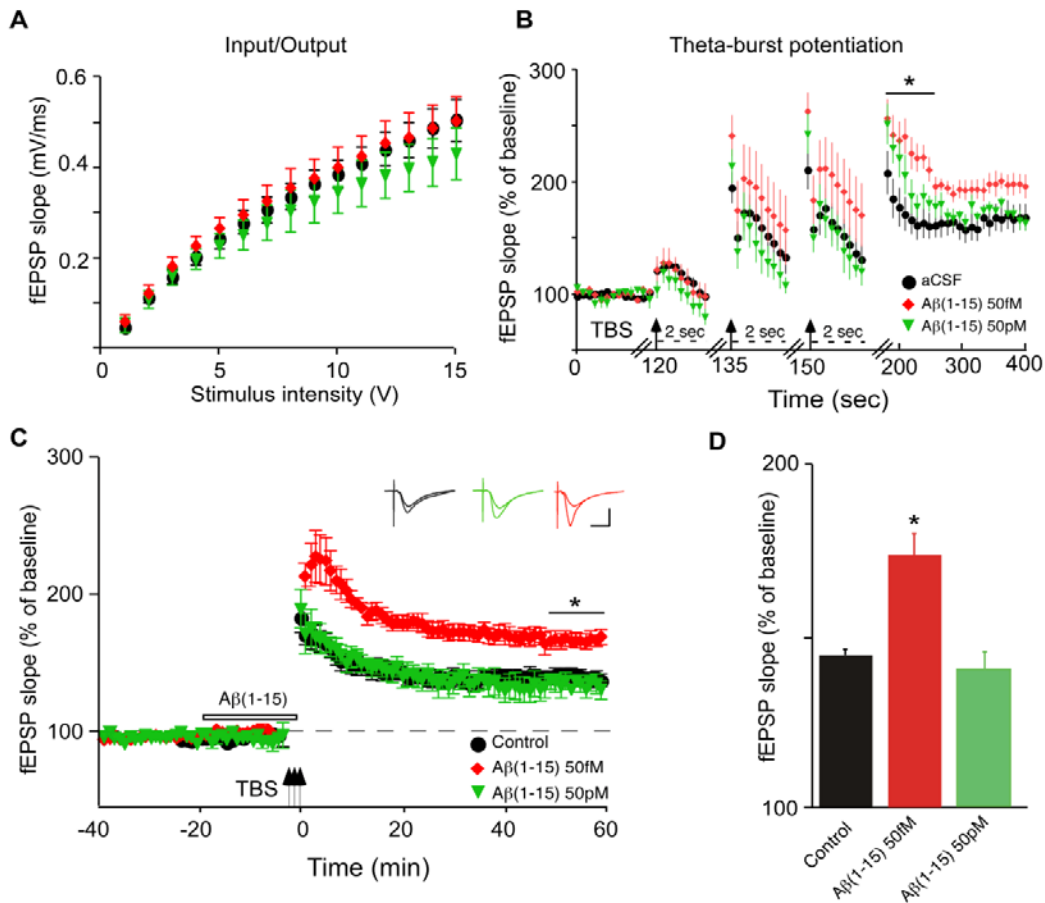 A
Input/Output
fEPSP slope (mV/ms)
0.6
0.4
0.2
0
5
10
15
Stimulus intensity (V)
B
Theta-burst potentiation
fEPSP slope (% of baseline)
300
200
100
*
TBS
2 sec
2 sec
2 sec
aCSF
Aβ(1-15) 50fM
Aβ(1-15) 50pM
0
120
135
150
200
300
400
Time (sec)
C
fEPSP slope (% of baseline)
300
200
100
*
Aβ(1-15)
TBS
Control
Aβ(1-15) 50fM
Aβ(1-15) 50pM
-40
-20
0
20
40
60
Time (min)
D
fEPSP slope (% of baseline)
200
100
*
Control
Aβ(1-15) 50fM
Aβ(1-15) 50pM